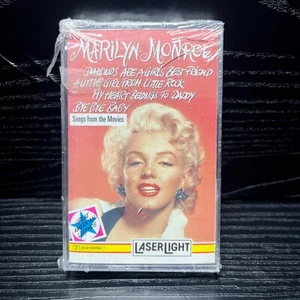 MARILYN MONROE
DIAMONDS ARE A GIRL'S BEST FRIEND
A LITTLE GIRL FROM LITTLE ROCK
MY HEART BELONGS TO DADDY
BYE BYE BABY
Songs from the Movies
LASERLIGHT